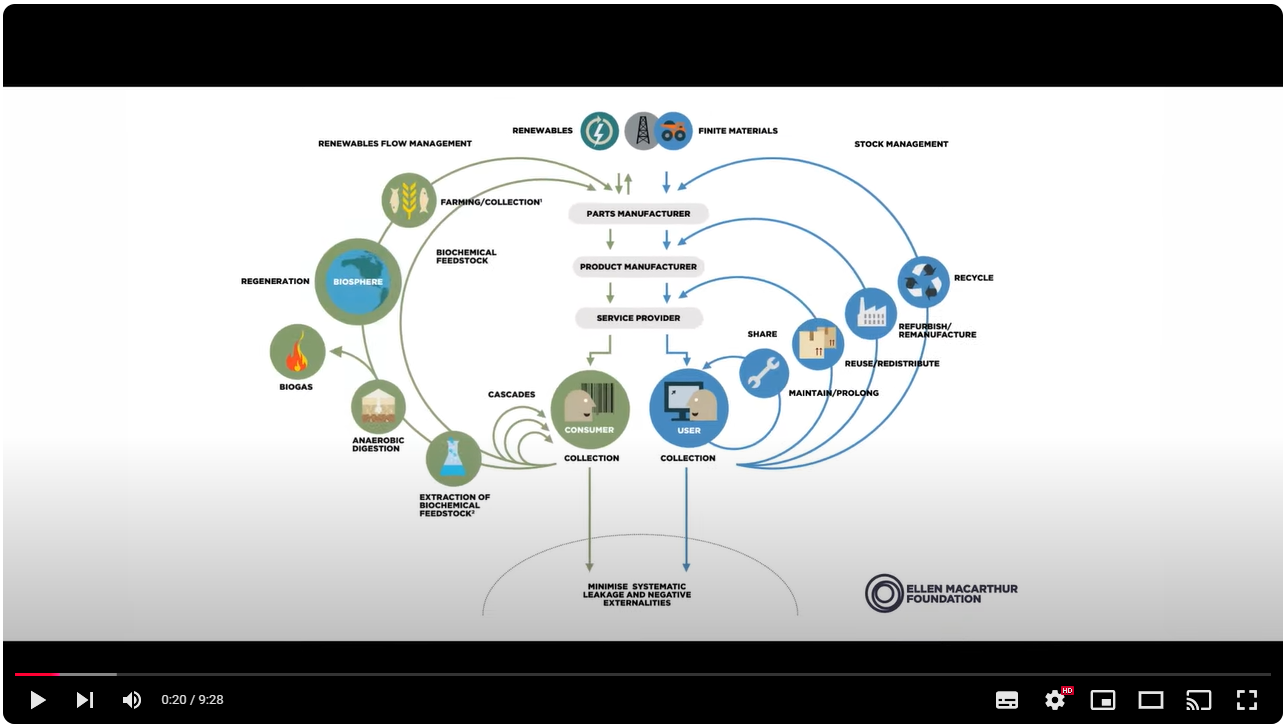 RENEWABLES
FINITE MATERIALS
RENEWABLES FLOW MANAGEMENT
STOCK MANAGEMENT
FARMING/COLLECTION¹
PARTS MANUFACTURER
BIOCHEMICAL
FEEDSTOCK
PRODUCT MANUFACTURER
REGENERATION
BIOSPHERE
RECYCLE
SERVICE PROVIDER
SHARE
REFURBISH/
REMANUFACTURE
REUSE/REDISTRIBUTE
BIOGAS
CASCADES
MAINTAIN/PROLONG
CONSUMER
USER
ANAEROBIC
DIGESTION
COLLECTION
COLLECTION
EXTRACTION OF
BIOCHEMICAL
FEEDSTOCK²
MINIMISE SYSTEMATIC
LEAKAGE AND NEGATIVE
EXTERNALITIES
ELLEN MACARTHUR
FOUNDATION
0:20 / 9:28
HD